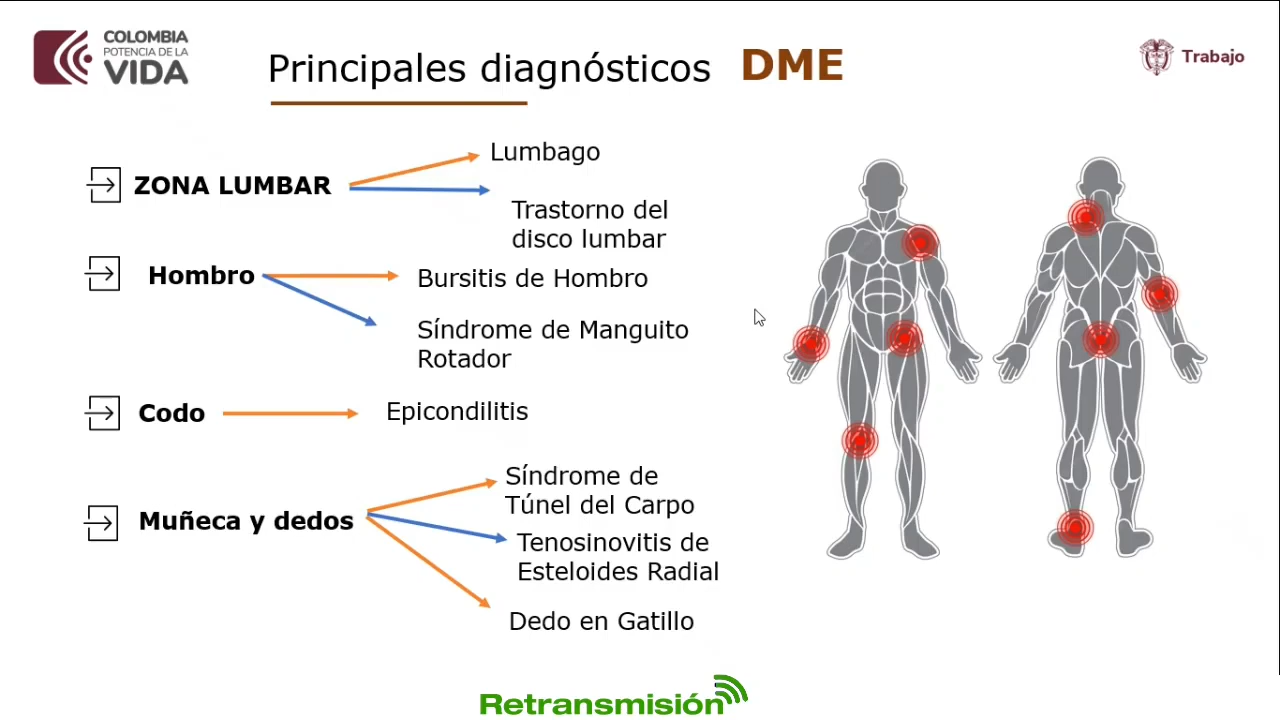 COLOMBIA
POTENCIA DE LA
VIDA
Principales diagnósticos DME
Trabajo
ZONA LUMBAR
Lumbago
Trastorno del
disco lumbar
Hombro
Bursitis de Hombro
Síndrome de Manguito
Rotador
Codo
Epicondilitis
Muñeca y dedos
Síndrome de
Túnel del Carpo
Tenosinovitis de
Esteloides Radial
Dedo en Gatillo
Retransmisión